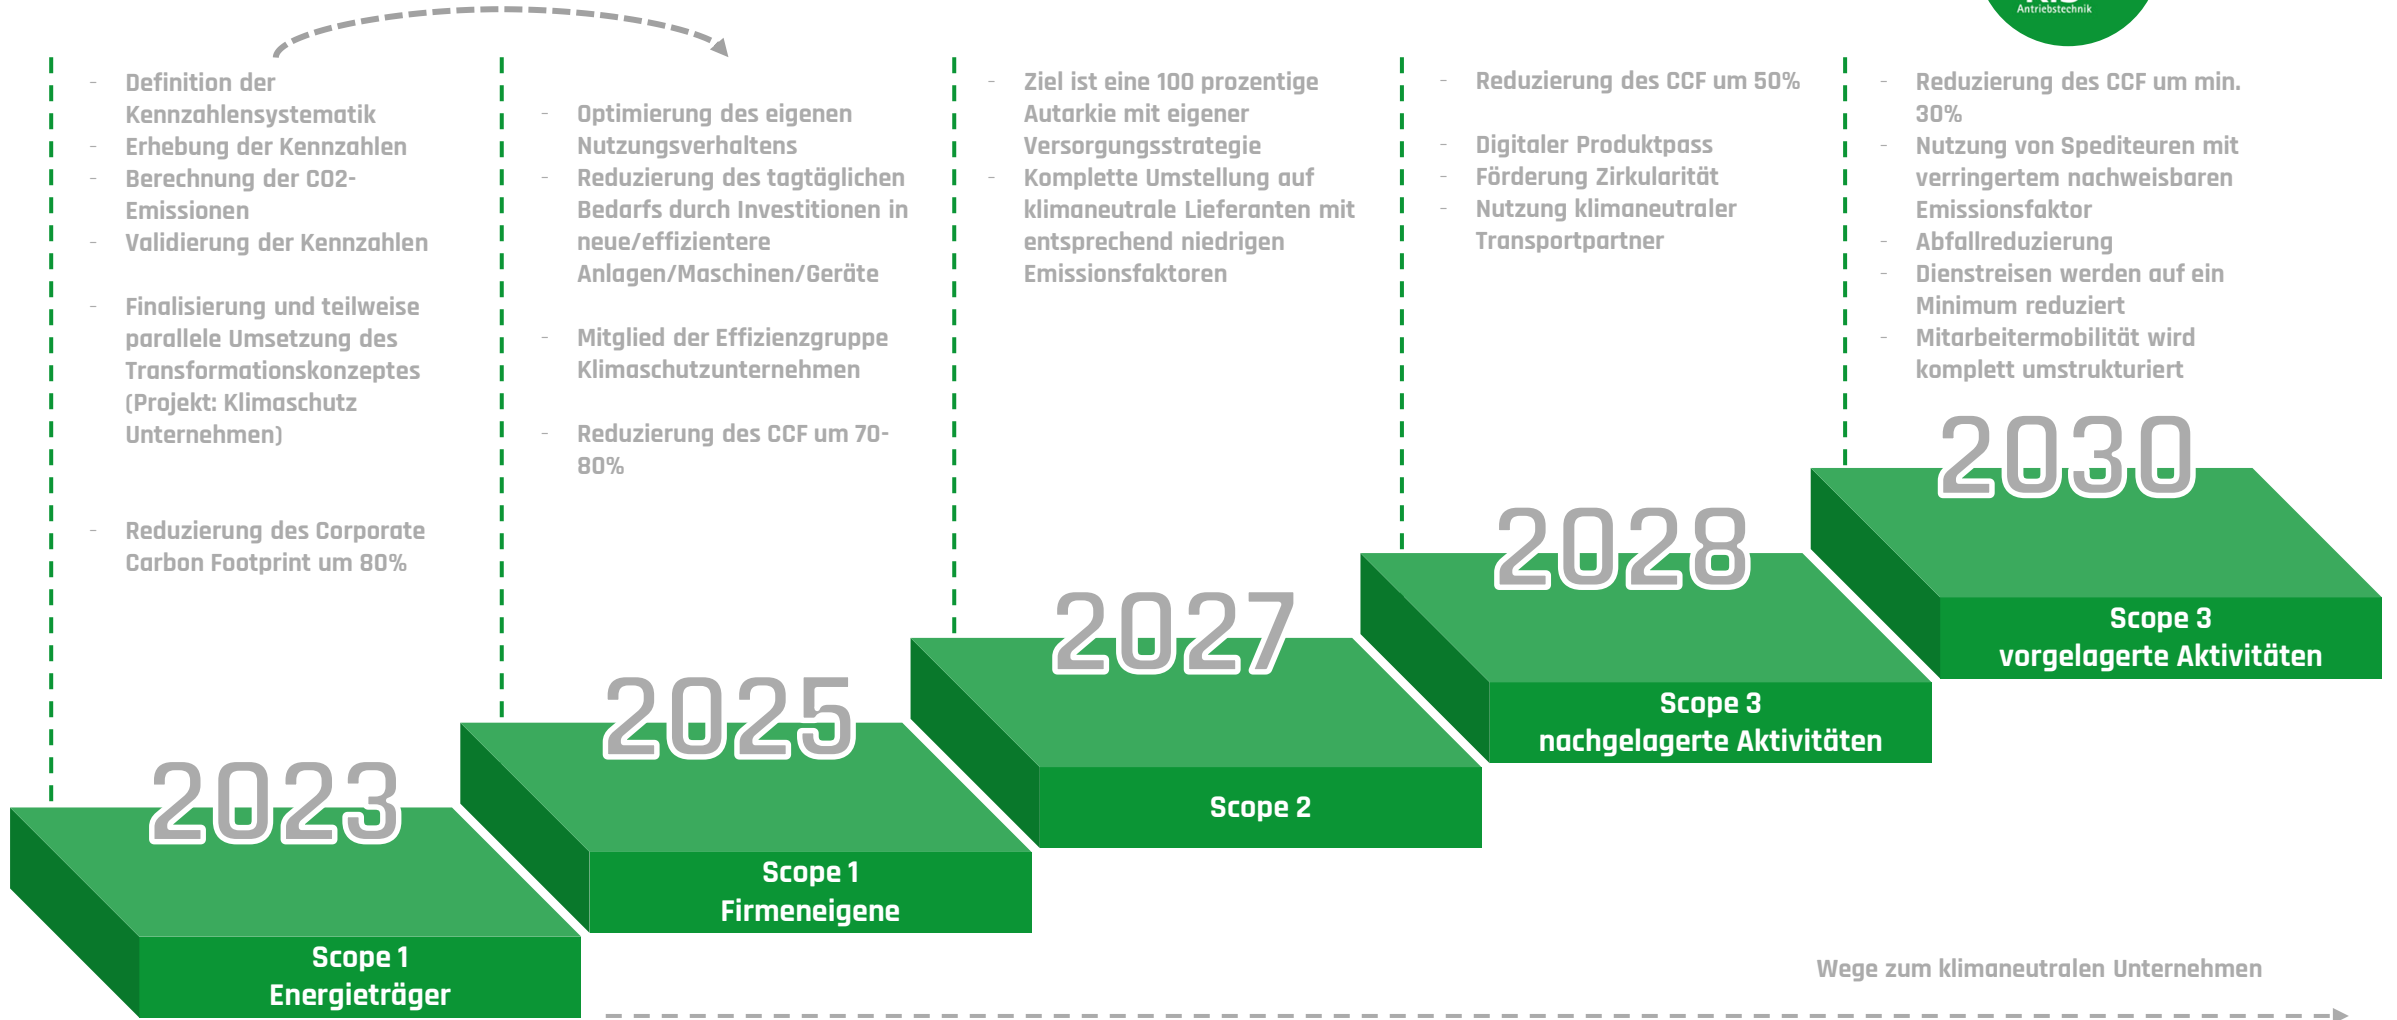 Antriebstechnik
- Definition der
Kennzahlensystematik
- Erhebung der Kennzahlen
- Berechnung der CO2-
Emissionen
- Validierung der Kennzahlen
- Finalisierung und teilweise
parallele Umsetzung des
Transformationskonzeptes
(Projekt: Klimaschutz
Unternehmen)
- Reduzierung des Corporate
Carbon Footprint um 80%
2023
Scope 1
Energieträger
- Optimierung des eigenen
Nutzungsverhaltens
- Reduzierung des tagtäglichen
Bedarfs durch Investitionen in
neue/effizientere
Anlagen/Maschinen/Geräte
- Mitglied der Effizienzgruppe
Klimaschutzunternehmen
- Reduzierung des CCF um 70-
80%
2025
Scope 1
Firmeneigene
- Ziel ist eine 100 prozentige
Autarkie mit eigener
Versorgungsstrategie
- Komplette Umstellung auf
klimaneutrale Lieferanten mit
entsprechend niedrigen
Emissionsfaktoren
2027
Scope 2
- Reduzierung des CCF um 50%
- Digitaler Produktpass
- Förderung Zirkularität
- Nutzung klimaneutraler
Transportpartner
2028
Scope 3
nachgelagerte Aktivitäten
- Reduzierung des CCF um min.
30%
- Nutzung von Spediteuren mit
verringertem nachweisbaren
Emissionsfaktor
- Abfallreduzierung
- Dienstreisen werden auf ein
Minimum reduziert
- Mitarbeitermobilität wird
komplett umstrukturiert
2030
Scope 3
vorgelagerte Aktivitäten
Wege zum klimaneutralen Unternehmen